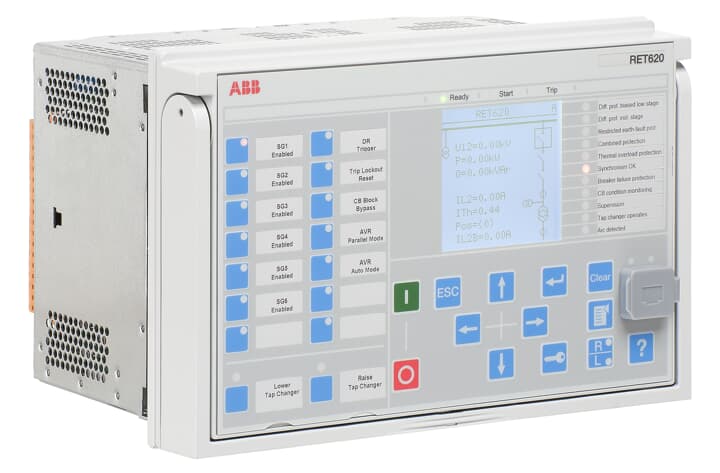 ABB
RET620
Ready
Start
Trip
RET620
U12=0.00kV
P=0.00kW
Q=0.00kVAr
IL2=0.00A
ITh=0.44
Pos=(6)
IL2B=0.00A
Diff. prot. biased low stage
Diff. prot. inst. stage
Restricted earth-fault prot.
Combined protection
Thermal overload protection
Synchronism OK
Breaker failure protection
CB condition monitoring
Supervision
Tap changer operates
Arc detected
SG1
Enabled
SG2
Enabled
SG3
Enabled
SG4
Enabled
SG5
Enabled
SG6
Enabled
DR
Trigger
Trip Lockout
Reset
CB Block
Bypass
AVR
Parallel Mode
AVR
Auto Mode
Lower
Tap Changer
Raise
Tap Changer
I
O
ESC
Clear
R
L
?